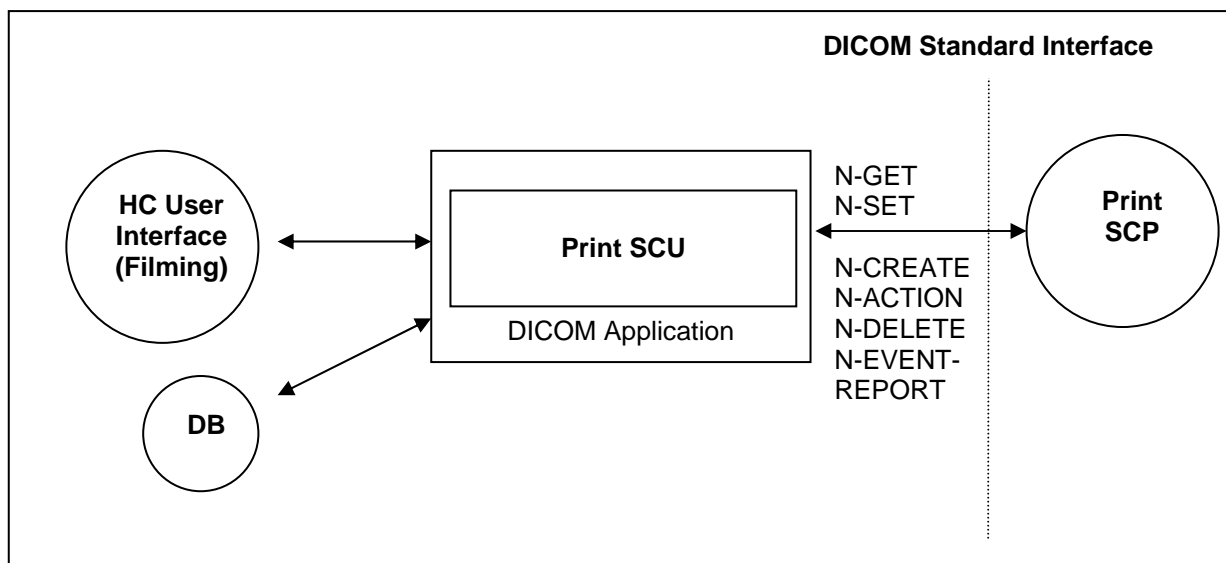 DICOM Standard Interface
HC User
Interface
(Filming)
DB
Print SCU
DICOM Application
N-GET
N-SET
N-CREATE
N-ACTION
N-DELETE
N-EVENT-
REPORT
Print
SCP